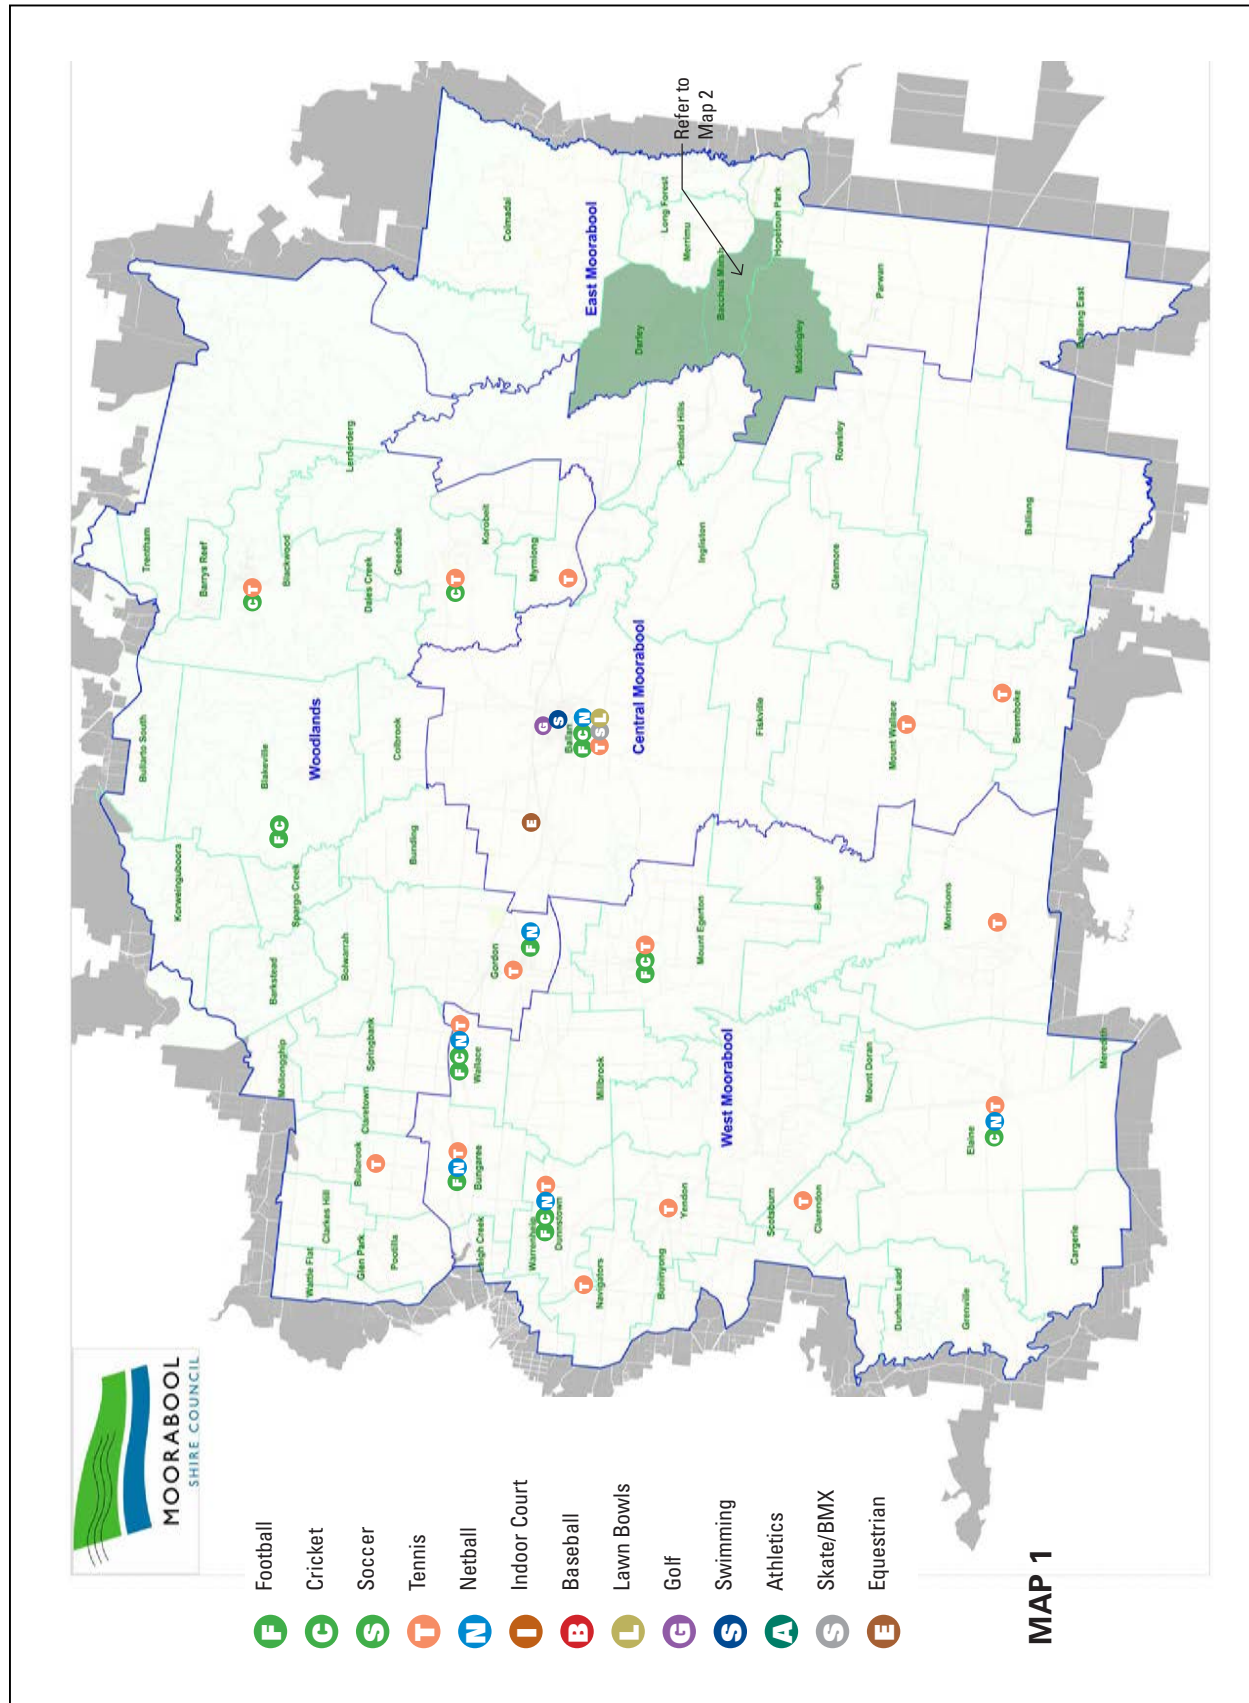 MOORABOOL
SHIRE COUNCIL
F Football
C Cricket
S Soccer
T Tennis
N Netball
I Indoor Court
B Baseball
L Lawn Bowls
G Golf
S Swimming
A Athletics
S Skate/BMX
E Equestrian
MAP 1
Refer to
Map 2
Woodlands
East Moorabool
Central Moorabool
West Moorabool
Trentham
Barrys Reef
C T
Blackwood
Lerderderg
Dales Creek
Greendale
C T
Korobeit
Myrniong
T
Bullarto South
Blakeville
F C
Colbrook
Korweinguboora
Spargo Creek
Bunding
Barkstead
Bolwarrah
Mollongghip
Springbank
Claretown
Bullarook
T
Clarkes Hill
Wattle Flat
Glen Park
Pootilla
Leigh Creek
Gordon
T
F N
Wallace
F C N T
Bungaree
F N T
Warrenheip
Dunnstown
F C N T
Navigators
T
Millbrook
Yendon
T
Buninyong
Scotsburn
Clarendon
T
Mount Doran
Elaine
C N T
Durham Lead
Grenville
Cargerie
Meredith
Morrisons
T
Bungal
Mount Egerton
F C T
E
Ballan
G
S
F C N
T S L
Fiskville
Mount Wallace
T
Beremboke
T
Ingliston
Glenmore
Pentland Hills
Rowsley
Balliang
Balliang East
Parwan
Maddingley
Bacchus Marsh
Darley
Hopetoun Park
Merrimu
Long Forest
Coimadai